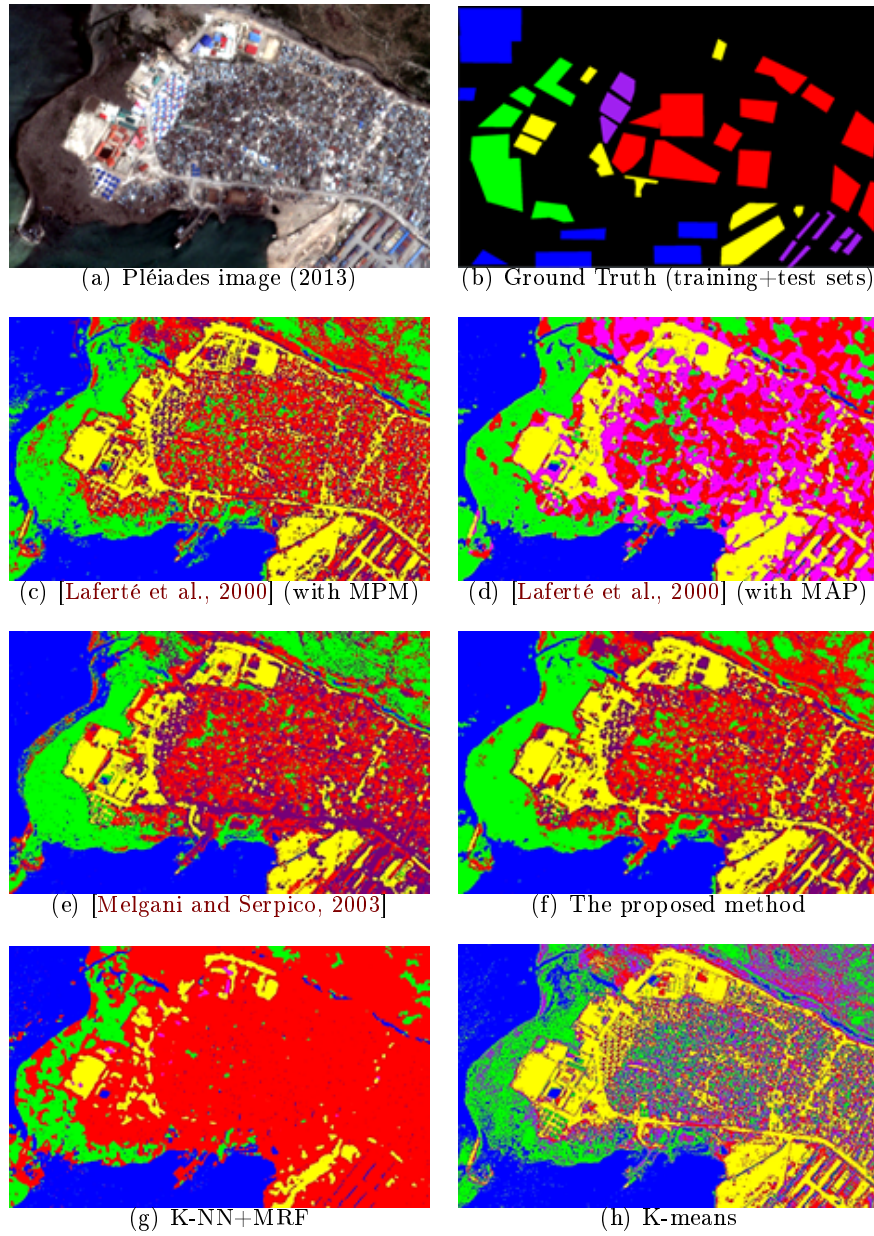 (a) Pléiades image (2013)
(b) Ground Truth (training+test sets)
(c) [Laferté et al., 2000] (with MPM)
(d) [Laferté et al., 2000] (with MAP)
(e) [Melgani and Serpico, 2003]
(f) The proposed method
(g) K-NN+MRF
(h) K-means